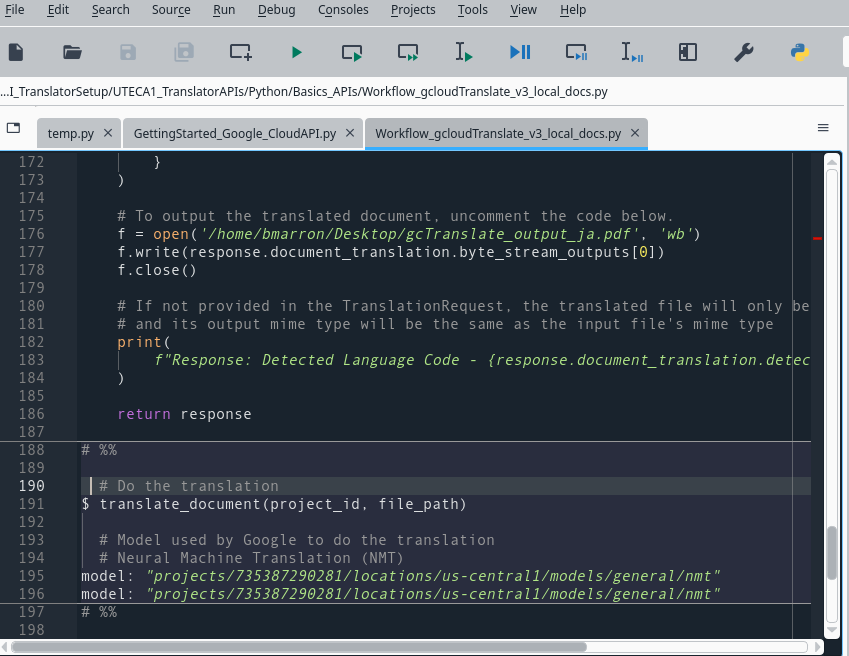 File Edit Search Source Run Debug Consoles Projects Tools View Help
...I_TranslatorSetup/UTECA1_TranslatorAPIs/Python/Basics_APIs/Workflow_gcloudTranslate_v3_local_docs.py
temp.py GettingStarted_Google_CloudAPI.py Workflow_gcloudTranslate_v3_local_docs.py
172         }
173     )
174
175     # To output the translated document, uncomment the code below.
176     f = open('/home/bmarron/Desktop/gcTranslate_output_ja.pdf', 'wb')
177     f.write(response.document_translation.byte_stream_outputs[0])
178     f.close()
179
180     # If not provided in the TranslationRequest, the translated file will only be
181     # and its output mime type will be the same as the input file's mime type
182     print(
183         f"Response: Detected Language Code - {response.document_translation.detec
184     )
185
186     return response
187
188 # %%
189
190   # Do the translation
191 $ translate_document(project_id, file_path)
192
193   # Model used by Google to do the translation
194   # Neural Machine Translation (NMT)
195 model: "projects/735387290281/locations/us-central1/models/general/nmt"
196 model: "projects/735387290281/locations/us-central1/models/general/nmt"
197 # %%
198